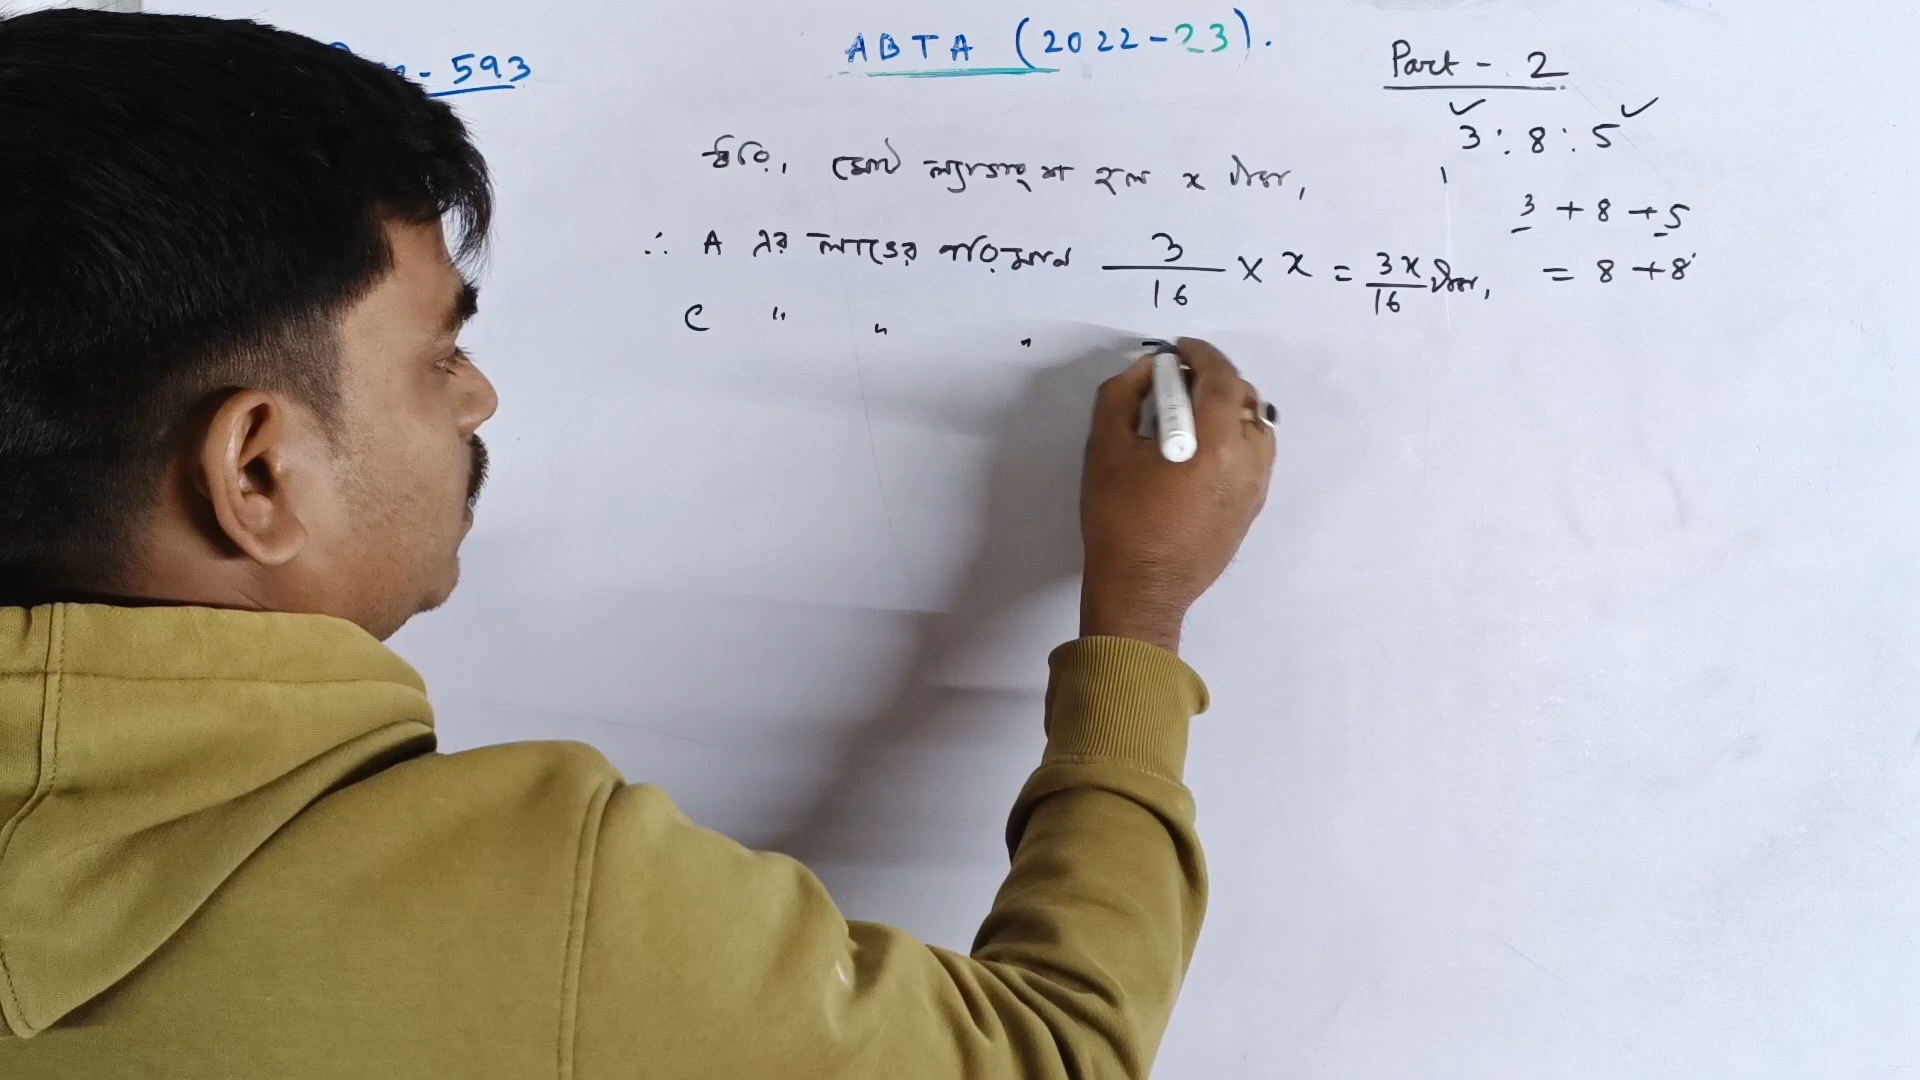 - 593
ABTA (2022-23).
Part - 2
3 : 8 : 5
3 + 8 + 5
= 8 + 8
ধরি, মোট লভ্যাংশ হল x টাকা,
∴ A এর লাভের পরিমান 3/16 × x = 3x/16 টাকা,
C " " "